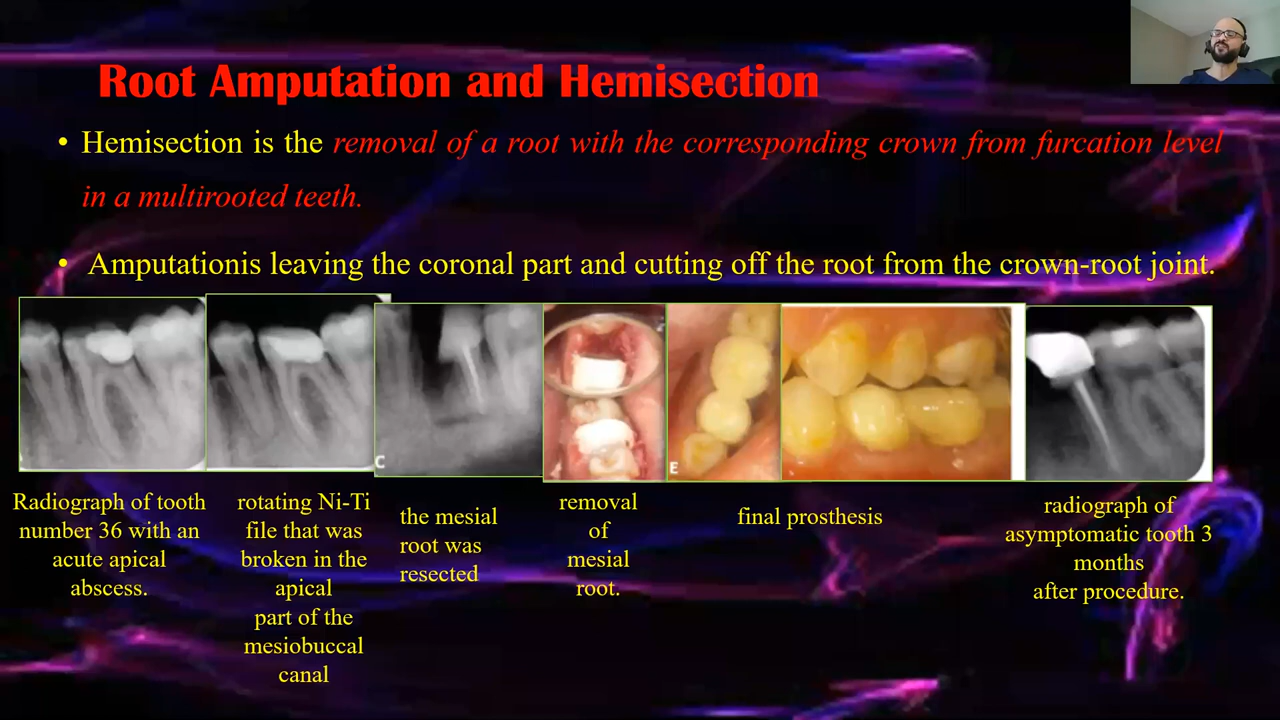 Root Amputation and Hemisection
• Hemisection is the removal of a root with the corresponding crown from furcation level
in a multirooted teeth.
• Amputationis leaving the coronal part and cutting off the root from the crown-root joint.
C
E
Radiograph of tooth
number 36 with an
acute apical
abscess.
rotating Ni-Ti
file that was
broken in the
apical
part of the
mesiobuccal
canal
the mesial
root was
resected
removal
of
mesial
root.
final prosthesis
radiograph of
asymptomatic tooth 3
months
after procedure.